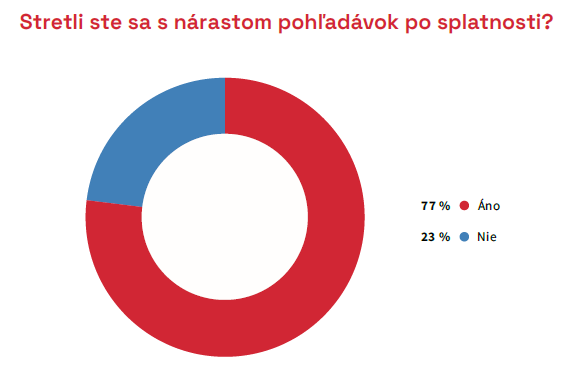 Stretli ste sa s nárastom pohľadávok po splatnosti?
77 % Áno
23 % Nie